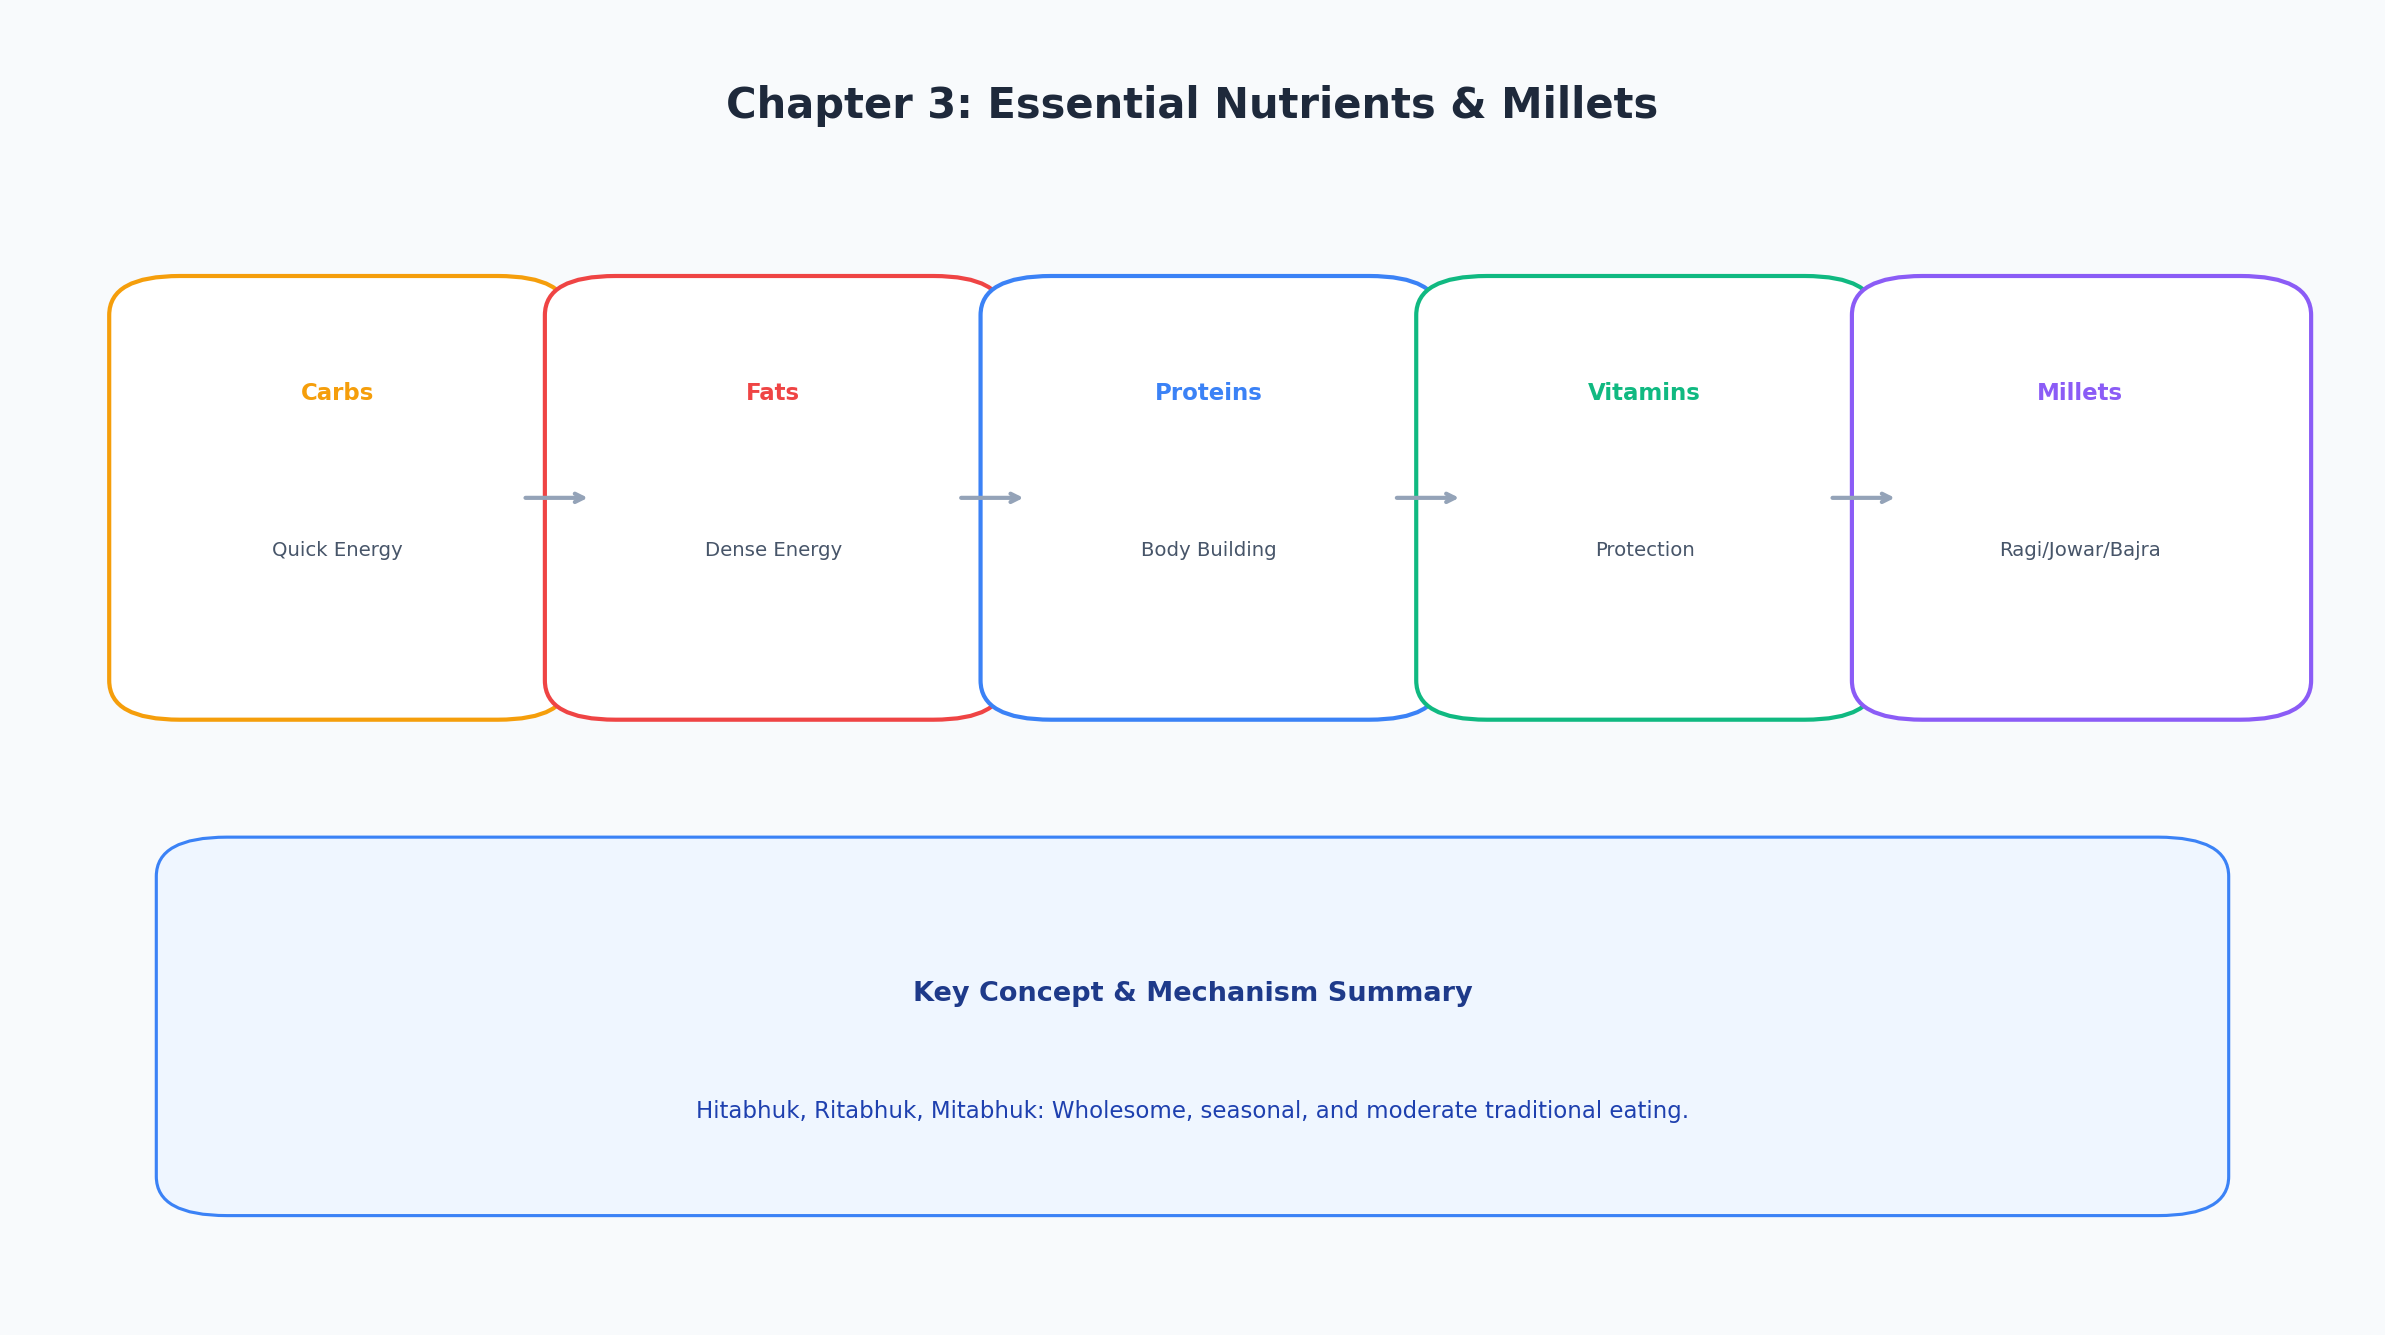 Chapter 3: Essential Nutrients & Millets
Carbs
Quick Energy
Fats
Dense Energy
Proteins
Body Building
Vitamins
Protection
Millets
Ragi/Jowar/Bajra
Key Concept & Mechanism Summary
Hitabhuk, Ritabhuk, Mitabhuk: Wholesome, seasonal, and moderate traditional eating.